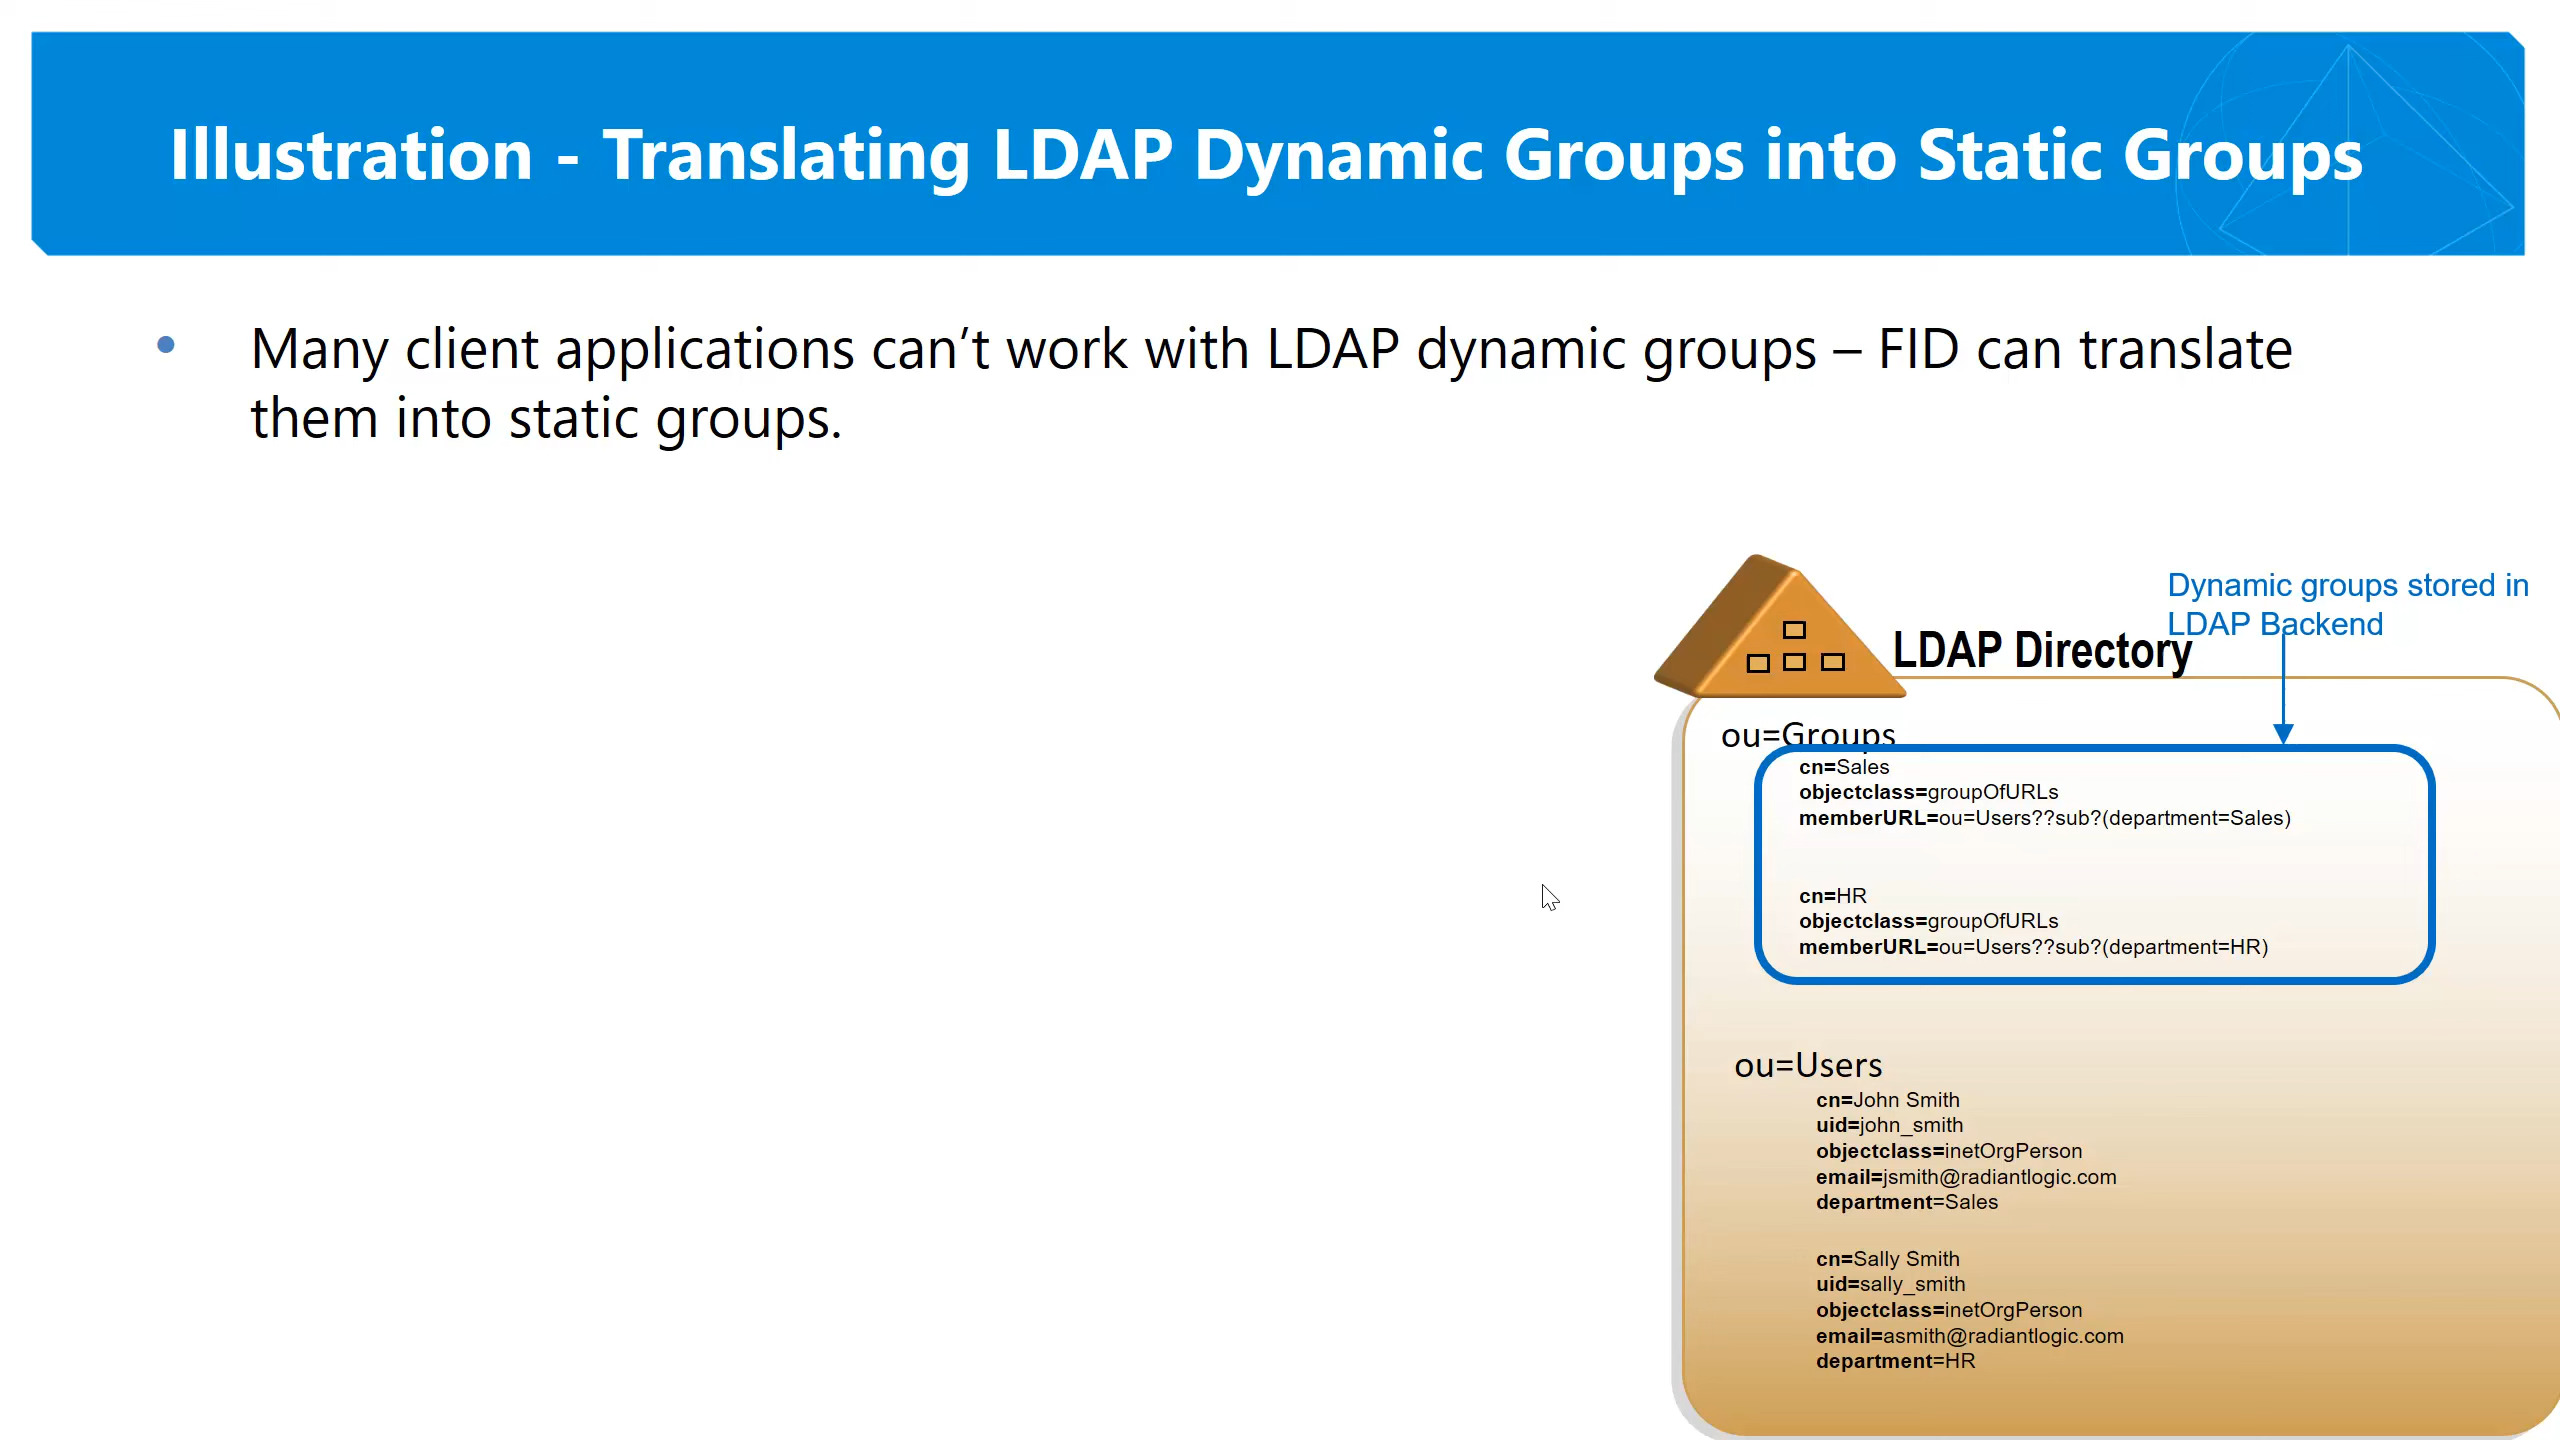 Illustration - Translating LDAP Dynamic Groups into Static Groups
• Many client applications can’t work with LDAP dynamic groups – FID can translate
them into static groups.
Dynamic groups stored in
LDAP Backend
LDAP Directory
ou=Groups
cn=Sales
objectclass=groupOfURLs
memberURL=ou=Users??sub?(department=Sales)
cn=HR
objectclass=groupOfURLs
memberURL=ou=Users??sub?(department=HR)
ou=Users
cn=John Smith
uid=john_smith
objectclass=inetOrgPerson
email=jsmith@radiantlogic.com
department=Sales
cn=Sally Smith
uid=sally_smith
objectclass=inetOrgPerson
email=asmith@radiantlogic.com
department=HR